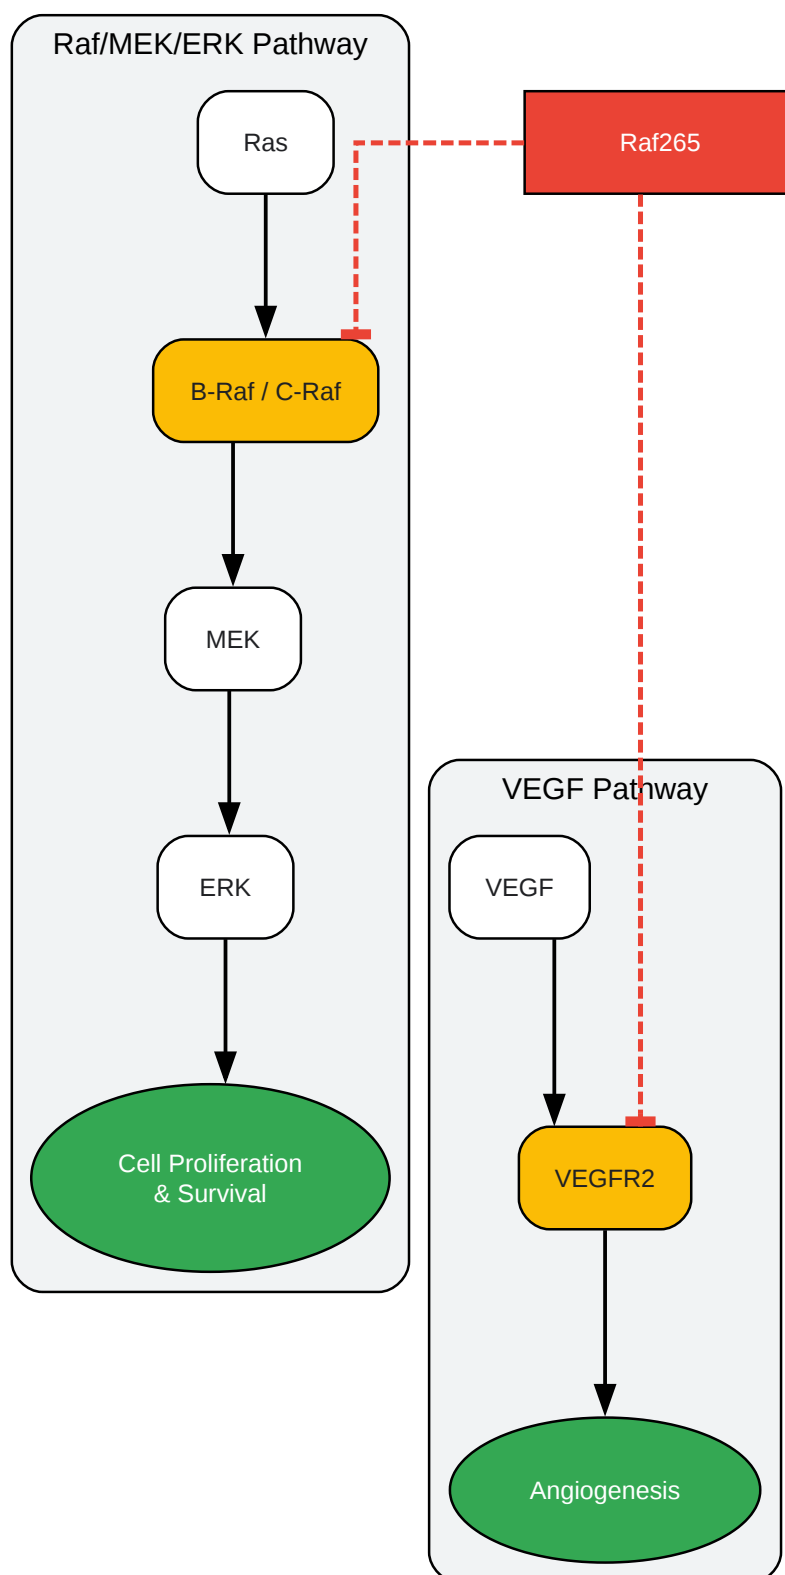 Raf/MEK/ERK Pathway
Ras
Raf265
B-Raf / C-Raf
MEK
VEGF Pathway
ERK
VEGF
Cell Proliferation
& Survival
VEGFR2
Angiogenesis